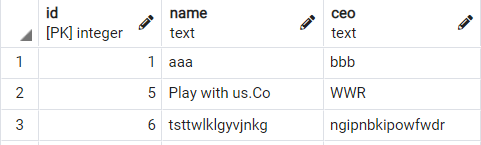 id name ceo
[PK] integer text text
1 1 aaa bbb
2 5 Play with us.Co WWR
3 6 tsttwlklgyvjnkg ngipnbkipowfwdr